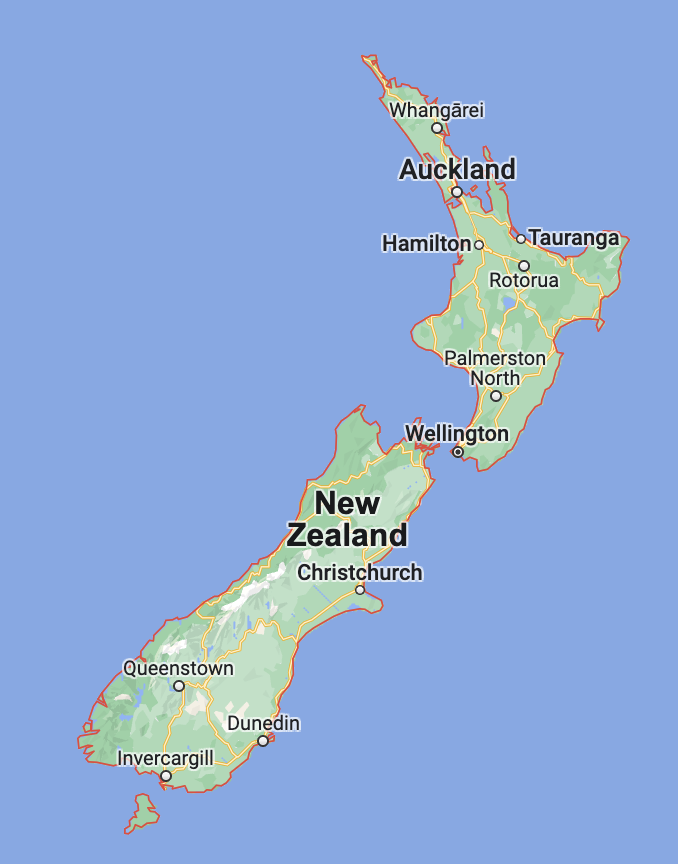 Whangārei
Auckland
Hamilton
Tauranga
Rotorua
Palmerston
North
Wellington
New
Zealand
Christchurch
Queenstown
Dunedin
Invercargill